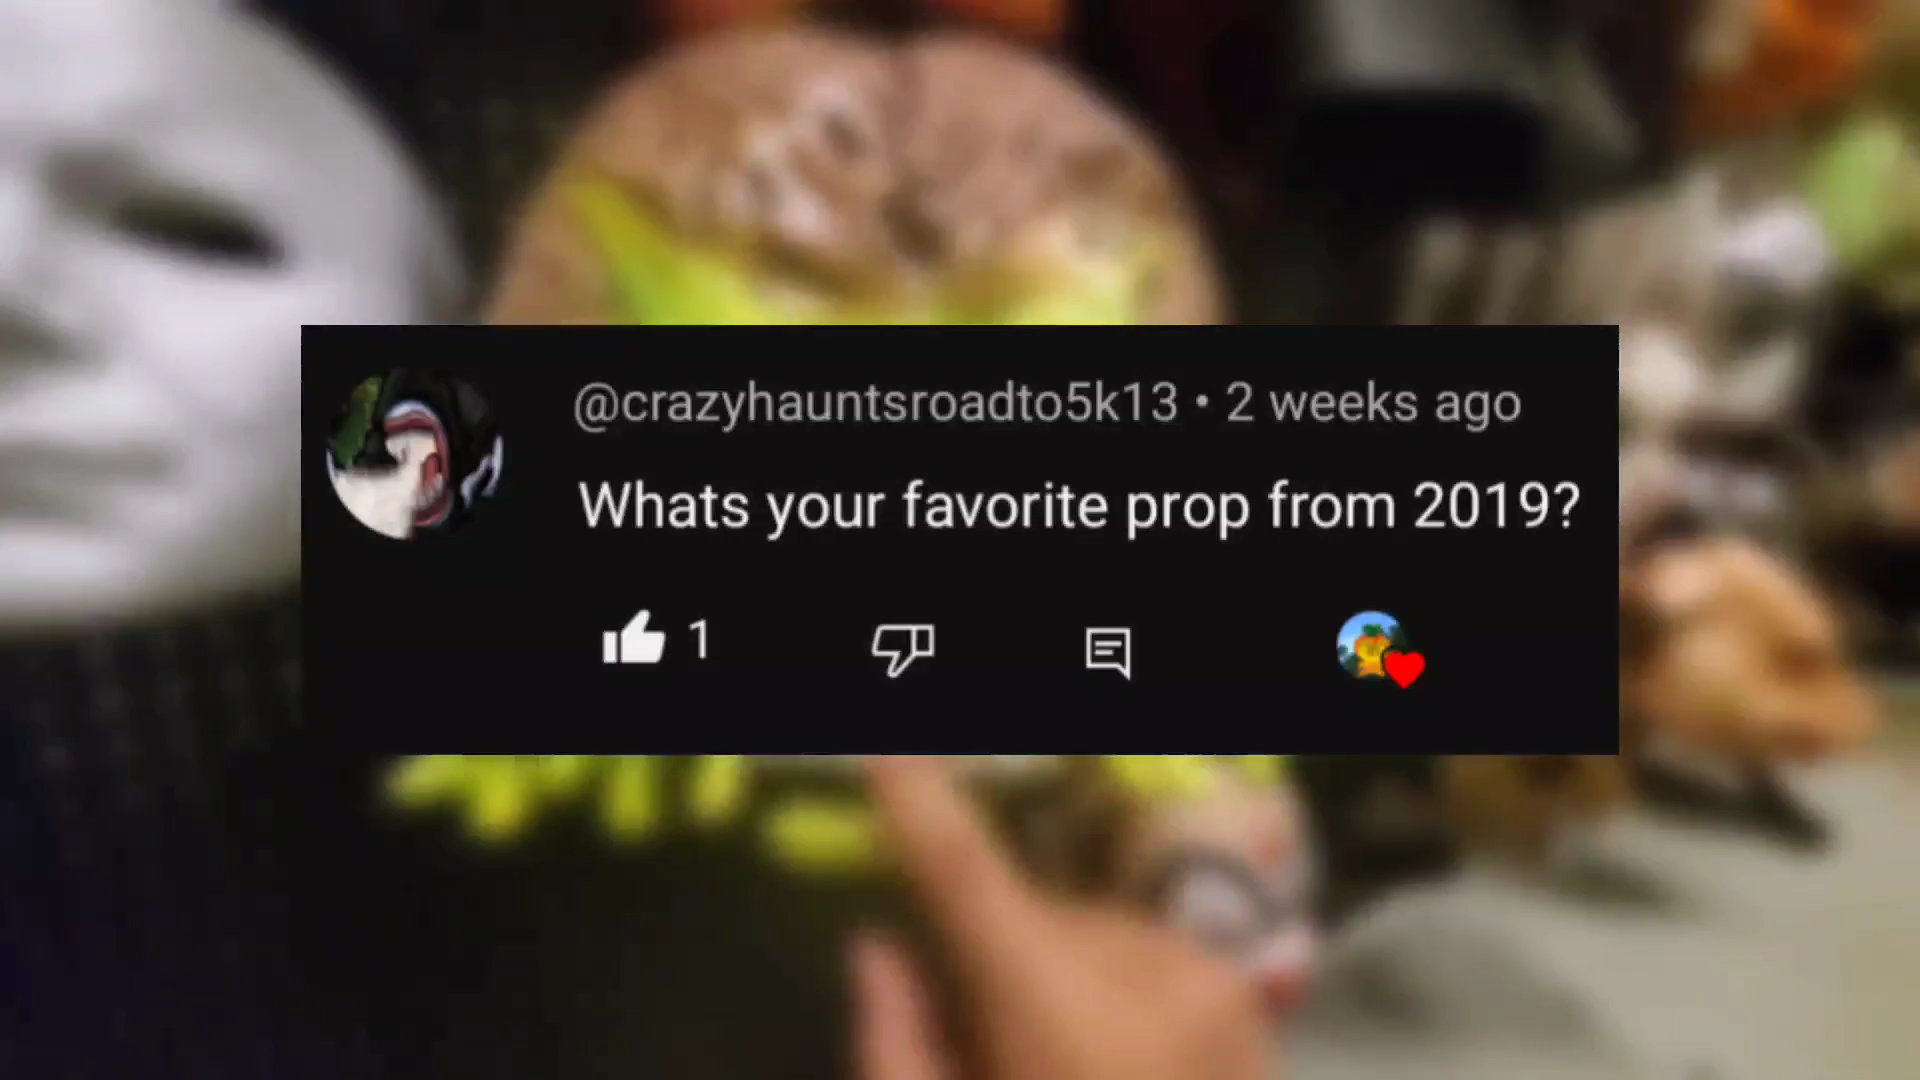 @crazyhauntsroadto5k13 • 2 weeks ago
Whats your favorite prop from 2019?
1